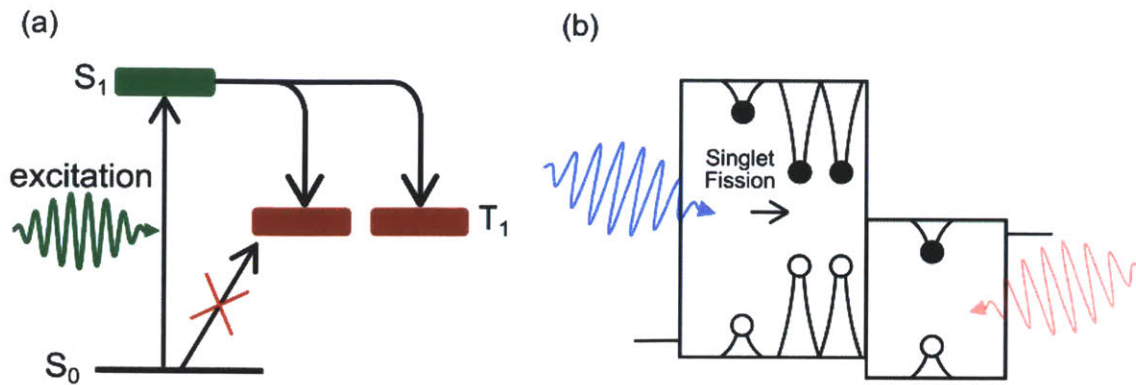 (a)
S₁
excitation
T₁
S₀
(b)
Singlet
Fission